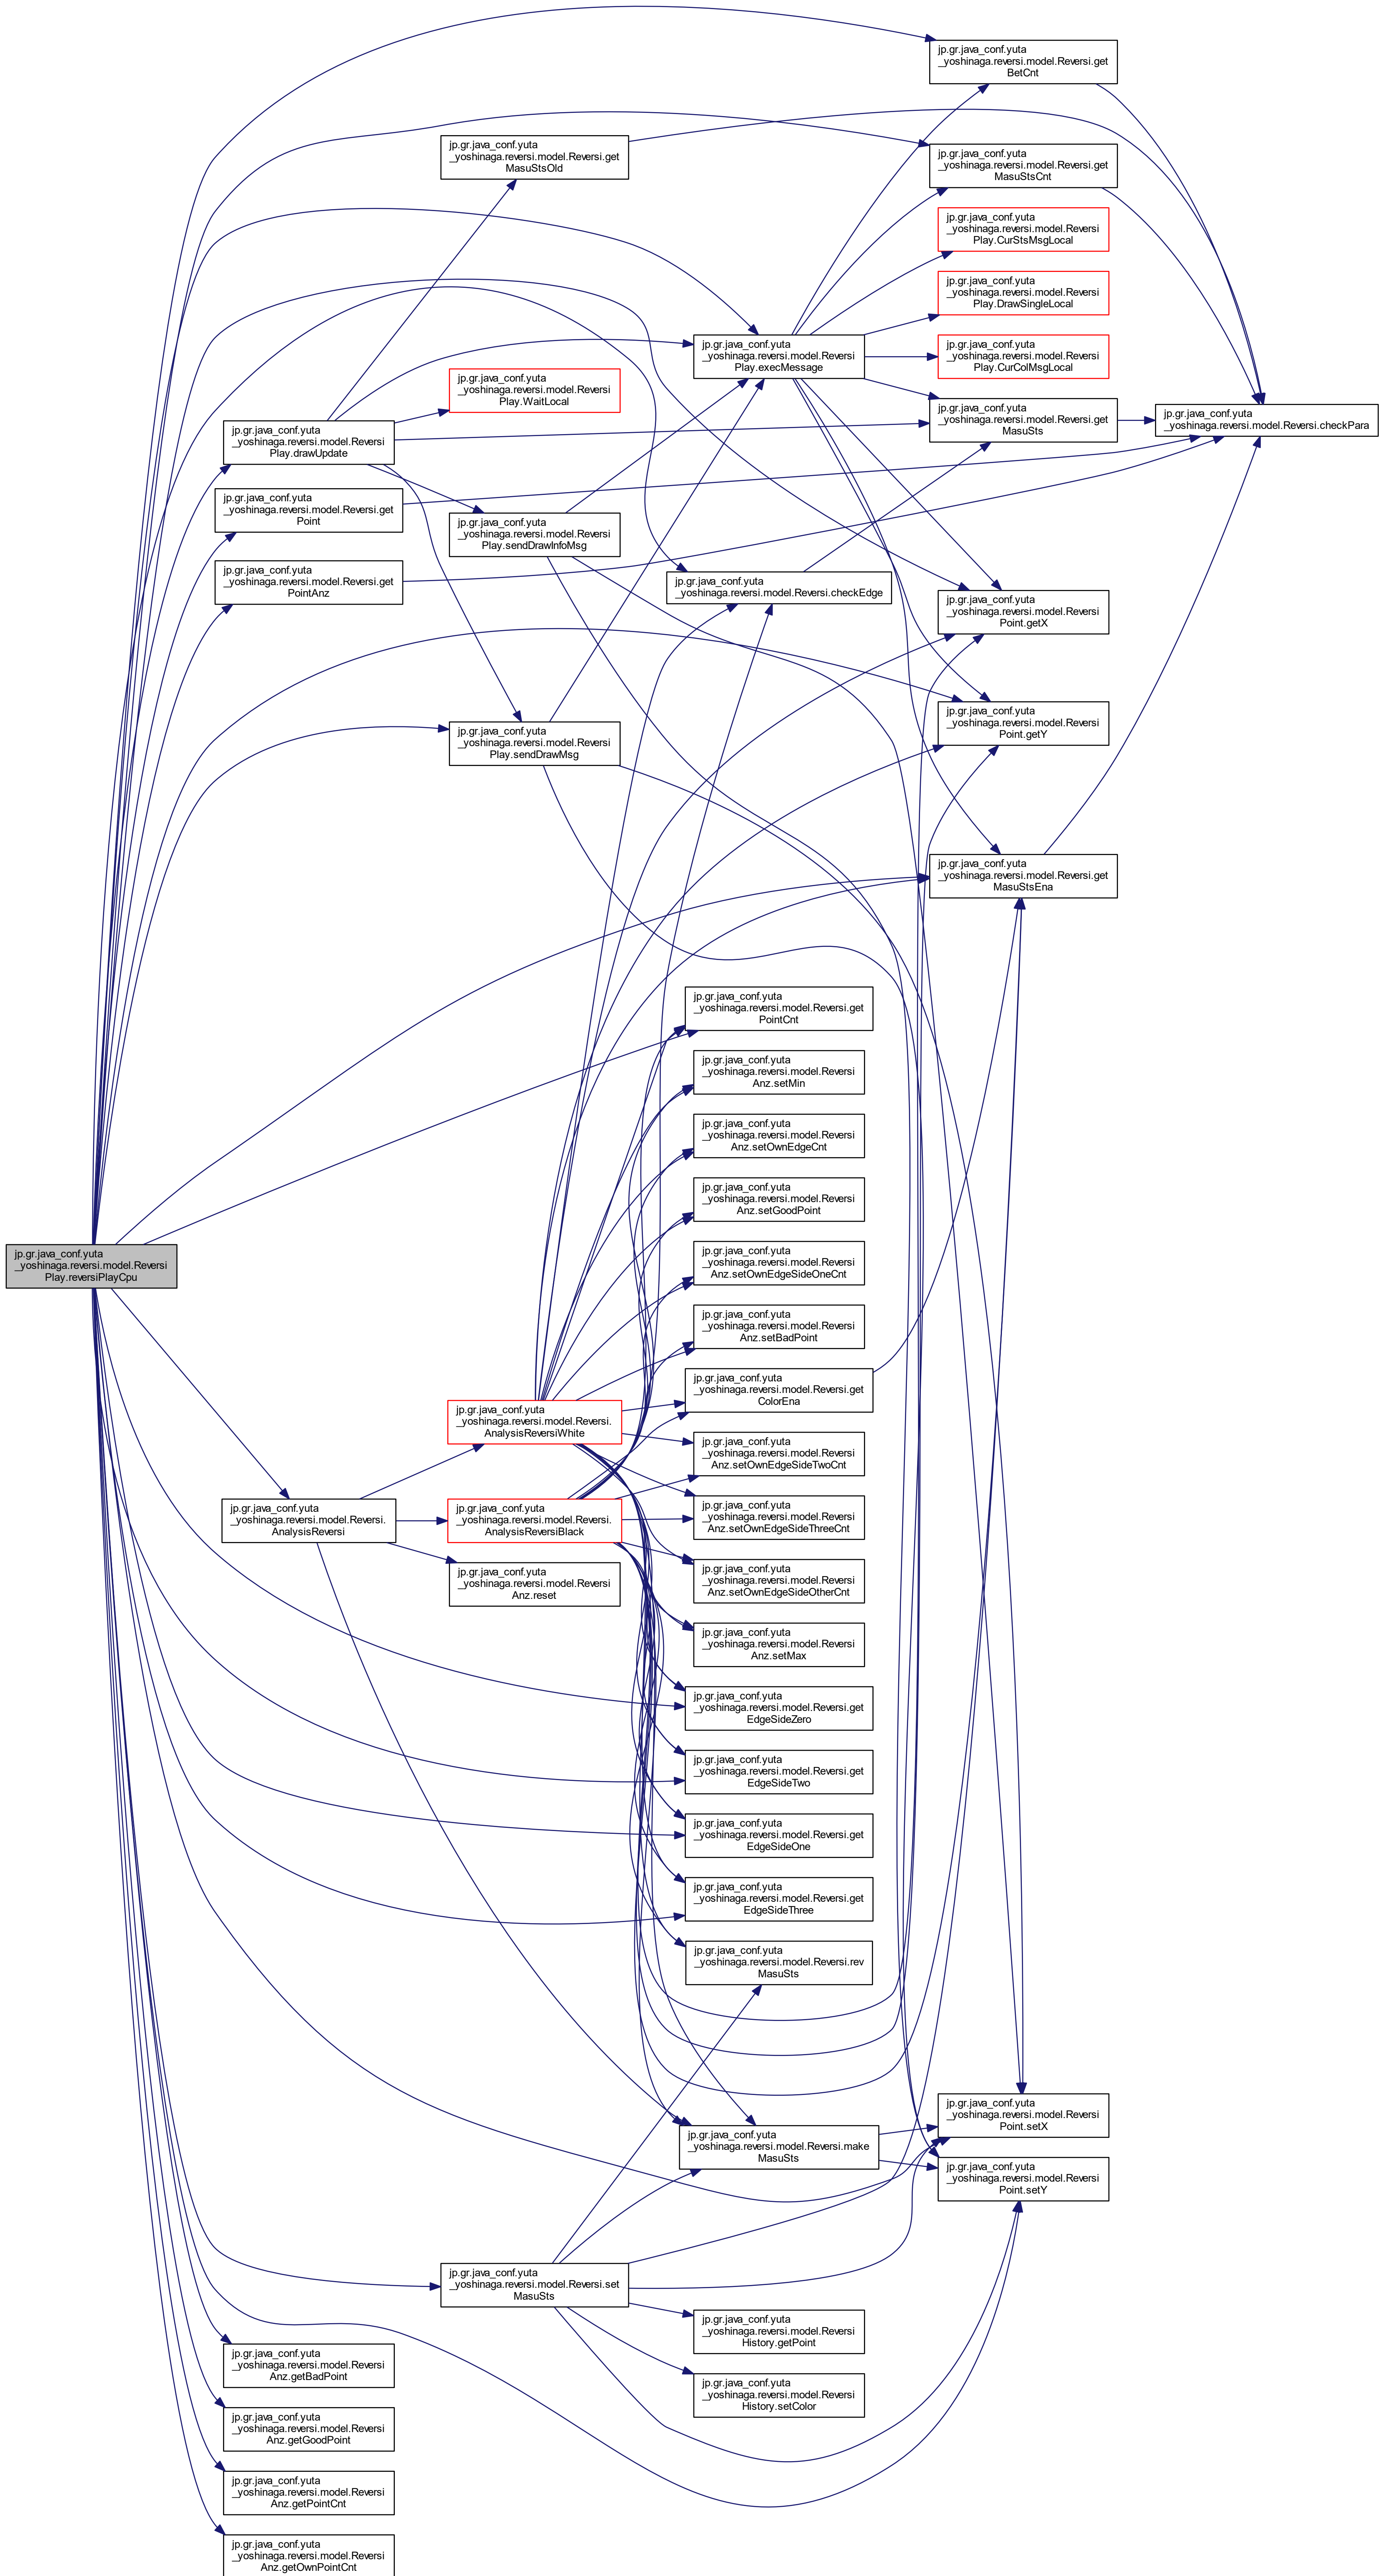 jp.gr.java_conf.yuta
_yoshinaga.reversi.model.Reversi.get
BetCnt
jp.gr.java_conf.yuta
_yoshinaga.reversi.model.Reversi.get
MasuStsOld
jp.gr.java_conf.yuta
_yoshinaga.reversi.model.Reversi.get
MasuStsCnt
jp.gr.java_conf.yuta
_yoshinaga.reversi.model.Reversi
Play.CurStsMsgLocal
jp.gr.java_conf.yuta
_yoshinaga.reversi.model.Reversi
Play.DrawSingleLocal
jp.gr.java_conf.yuta
_yoshinaga.reversi.model.Reversi
Play.execMessage
jp.gr.java_conf.yuta
_yoshinaga.reversi.model.Reversi
Play.CurColMsgLocal
jp.gr.java_conf.yuta
_yoshinaga.reversi.model.Reversi
Play.WaitLocal
jp.gr.java_conf.yuta
_yoshinaga.reversi.model.Reversi.get
MasuSts
jp.gr.java_conf.yuta
_yoshinaga.reversi.model.Reversi.checkPara
jp.gr.java_conf.yuta
_yoshinaga.reversi.model.Reversi
Play.drawUpdate
jp.gr.java_conf.yuta
_yoshinaga.reversi.model.Reversi.get
Point
jp.gr.java_conf.yuta
_yoshinaga.reversi.model.Reversi
Play.sendDrawInfoMsg
jp.gr.java_conf.yuta
_yoshinaga.reversi.model.Reversi.get
PointAnz
jp.gr.java_conf.yuta
_yoshinaga.reversi.model.Reversi.checkEdge
jp.gr.java_conf.yuta
_yoshinaga.reversi.model.Reversi
Point.getX
jp.gr.java_conf.yuta
_yoshinaga.reversi.model.Reversi
Point.getY
jp.gr.java_conf.yuta
_yoshinaga.reversi.model.Reversi
Play.sendDrawMsg
jp.gr.java_conf.yuta
_yoshinaga.reversi.model.Reversi.get
MasuStsEna
jp.gr.java_conf.yuta
_yoshinaga.reversi.model.Reversi.get
PointCnt
jp.gr.java_conf.yuta
_yoshinaga.reversi.model.Reversi
Anz.setMin
jp.gr.java_conf.yuta
_yoshinaga.reversi.model.Reversi
Anz.setOwnEdgeCnt
jp.gr.java_conf.yuta
_yoshinaga.reversi.model.Reversi
Anz.setGoodPoint
jp.gr.java_conf.yuta
_yoshinaga.reversi.model.Reversi
Play.reversiPlayCpu
jp.gr.java_conf.yuta
_yoshinaga.reversi.model.Reversi
Anz.setOwnEdgeSideOneCnt
jp.gr.java_conf.yuta
_yoshinaga.reversi.model.Reversi
Anz.setBadPoint
jp.gr.java_conf.yuta
_yoshinaga.reversi.model.Reversi.get
ColorEna
jp.gr.java_conf.yuta
_yoshinaga.reversi.model.Reversi.
AnalysisReversiWhite
jp.gr.java_conf.yuta
_yoshinaga.reversi.model.Reversi
Anz.setOwnEdgeSideTwoCnt
jp.gr.java_conf.yuta
_yoshinaga.reversi.model.Reversi
Anz.setOwnEdgeSideThreeCnt
jp.gr.java_conf.yuta
_yoshinaga.reversi.model.Reversi.
AnalysisReversi
jp.gr.java_conf.yuta
_yoshinaga.reversi.model.Reversi.
AnalysisReversiBlack
jp.gr.java_conf.yuta
_yoshinaga.reversi.model.Reversi
Anz.setOwnEdgeSideOtherCnt
jp.gr.java_conf.yuta
_yoshinaga.reversi.model.Reversi
Anz.reset
jp.gr.java_conf.yuta
_yoshinaga.reversi.model.Reversi
Anz.setMax
jp.gr.java_conf.yuta
_yoshinaga.reversi.model.Reversi.get
EdgeSideZero
jp.gr.java_conf.yuta
_yoshinaga.reversi.model.Reversi.get
EdgeSideTwo
jp.gr.java_conf.yuta
_yoshinaga.reversi.model.Reversi.get
EdgeSideOne
jp.gr.java_conf.yuta
_yoshinaga.reversi.model.Reversi.get
EdgeSideThree
jp.gr.java_conf.yuta
_yoshinaga.reversi.model.Reversi.rev
MasuSts
jp.gr.java_conf.yuta
_yoshinaga.reversi.model.Reversi
Point.setX
jp.gr.java_conf.yuta
_yoshinaga.reversi.model.Reversi.make
MasuSts
jp.gr.java_conf.yuta
_yoshinaga.reversi.model.Reversi
Point.setY
jp.gr.java_conf.yuta
_yoshinaga.reversi.model.Reversi.set
MasuSts
jp.gr.java_conf.yuta
_yoshinaga.reversi.model.Reversi
History.getPoint
jp.gr.java_conf.yuta
_yoshinaga.reversi.model.Reversi
Anz.getBadPoint
jp.gr.java_conf.yuta
_yoshinaga.reversi.model.Reversi
History.setColor
jp.gr.java_conf.yuta
_yoshinaga.reversi.model.Reversi
Anz.getGoodPoint
jp.gr.java_conf.yuta
_yoshinaga.reversi.model.Reversi
Anz.getPointCnt
jp.gr.java_conf.yuta
_yoshinaga.reversi.model.Reversi
Anz.getOwnPointCnt